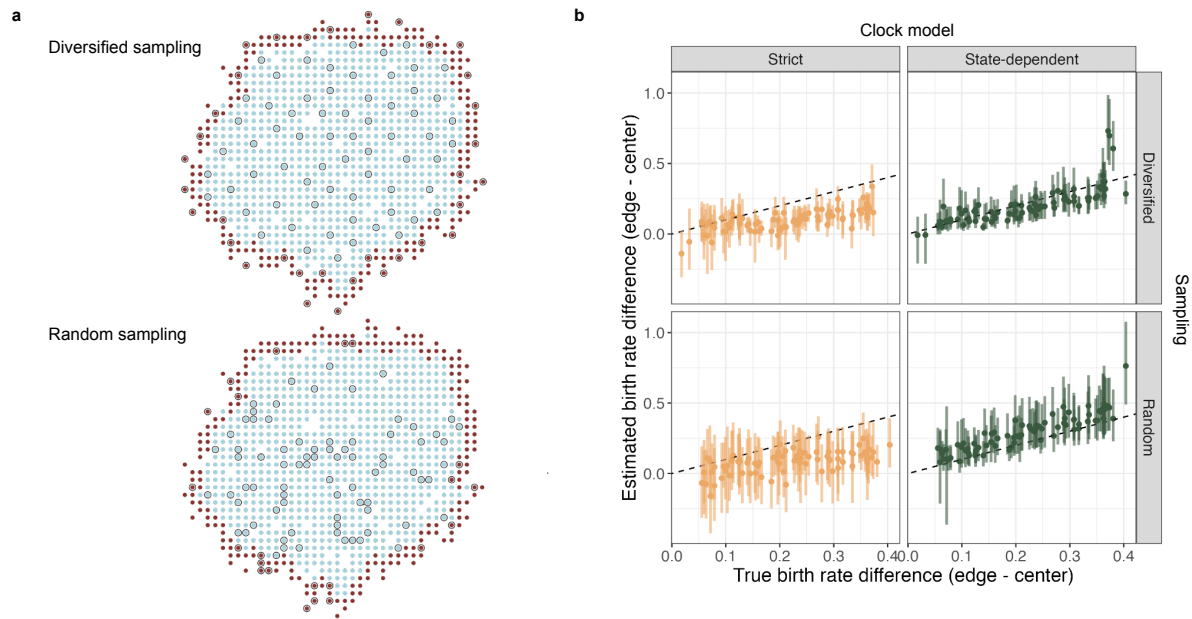 a
Diversified sampling
Random sampling
b
Clock model
Strict
State-dependent
Estimated birth rate difference (edge - center)
1.0
0.5
0.0
Diversified
1.0
0.5
0.0
Random
Sampling
0.0
0.1
0.2
0.3
0.4
0.0
0.1
0.2
0.3
0.4
True birth rate difference (edge - center)